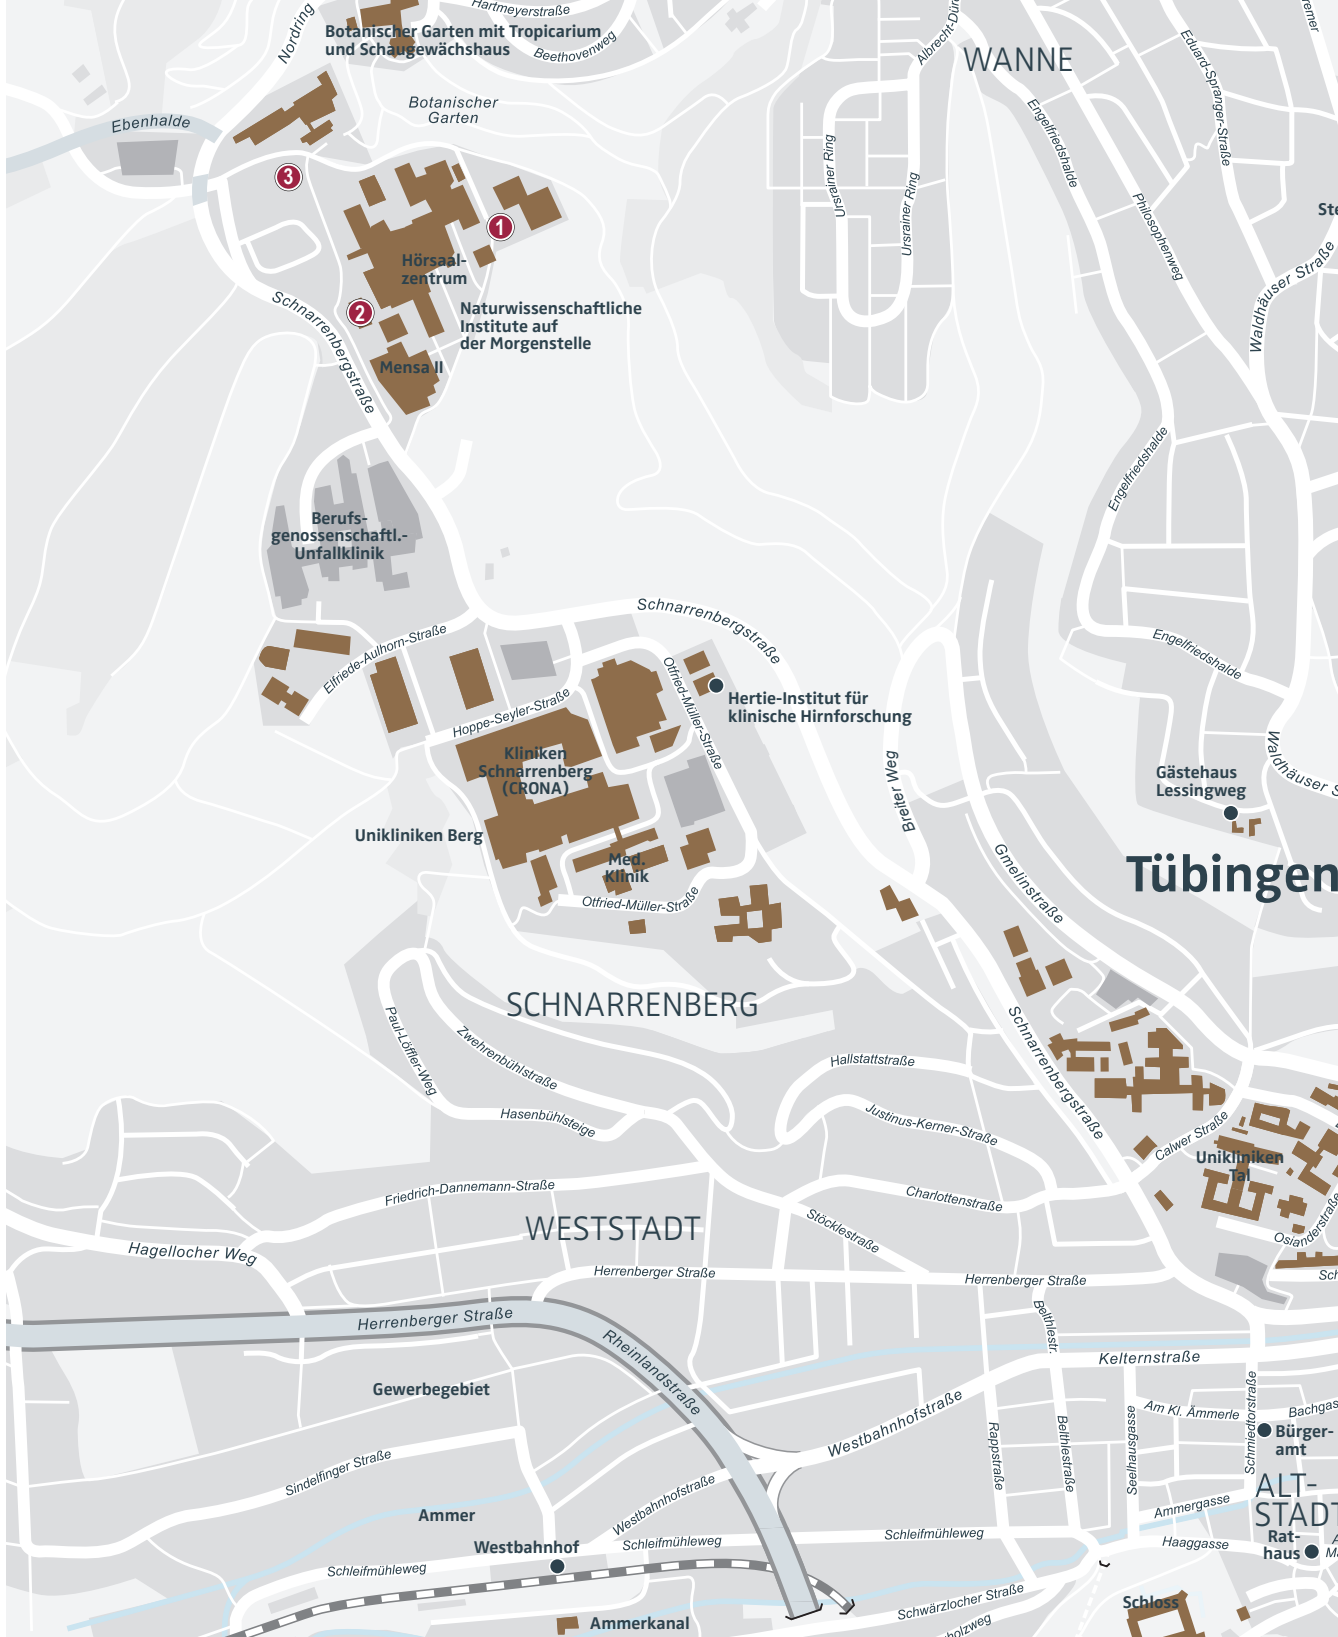 Hartmeyerstraße
Nordring
Botanischer Garten mit Tropicarium
und Schaugewächshaus
Beethovenweg
WANNE
Eduard-Spranger-Straße
Botanischer
Garten
Ebenhalde
Engelfriedshalde
Ursrainer Ring
Ursrainer Ring
3
1
Philosophenweg
Hörsaal-
zentrum
Waldhäuser Straße
2
Schnarrenbergstraße
Naturwissenschaftliche
Institute auf
der Morgenstelle
Mensa II
Engelfriedshalde
Berufs-
genossenschaftl.-
Unfallklinik
Schnarrenbergstraße
Elfriede-Aulhorn-Straße
Engelfriedshalde
Otfried-Müller-Straße
Hertie-Institut für
klinische Hirnforschung
Hoppe-Seyler-Straße
Kliniken
Schnarrenberg
(CRONA)
Breiter Weg
Waldhäuser S
Gästehaus
Lessingweg
Unikliniken Berg
Med.
Klinik
Gmelinstraße
Tübingen
Otfried-Müller-Straße
SCHNARRENBERG
Paul-Löffler-Weg
Zwehrenbühlstraße
Schnarrenbergstraße
Hallstattstraße
Hasenbühlsteige
Justinus-Kerner-Straße
Calwer Straße
Unikliniken
Tal
Friedrich-Dannemann-Straße
Charlottenstraße
WESTSTADT
Stöcklestraße
Oslanderstraße
Hagellocher Weg
Herrenberger Straße
Herrenberger Straße
Sch
Herrenberger Straße
Rheinlandstraße
Belthlestr.
Kelternstraße
Gewerbegebiet
Westbahnhofstraße
Am Kl. Ämmerle
Bachgas
Schmiedtorstraße
Bürger-
amt
Rappstraße
Belthlestraße
Seelhausgasse
Sindelfinger Straße
ALT-
STADT
Ammer
Westbahnhofstraße
Ammergasse
Westbahnhof
Schleifmühleweg
Schleifmühleweg
Haaggasse
Rat-
haus
Schleifmühleweg
Schwärzlocher Straße
Schloss
Ammerkanal
holzweg